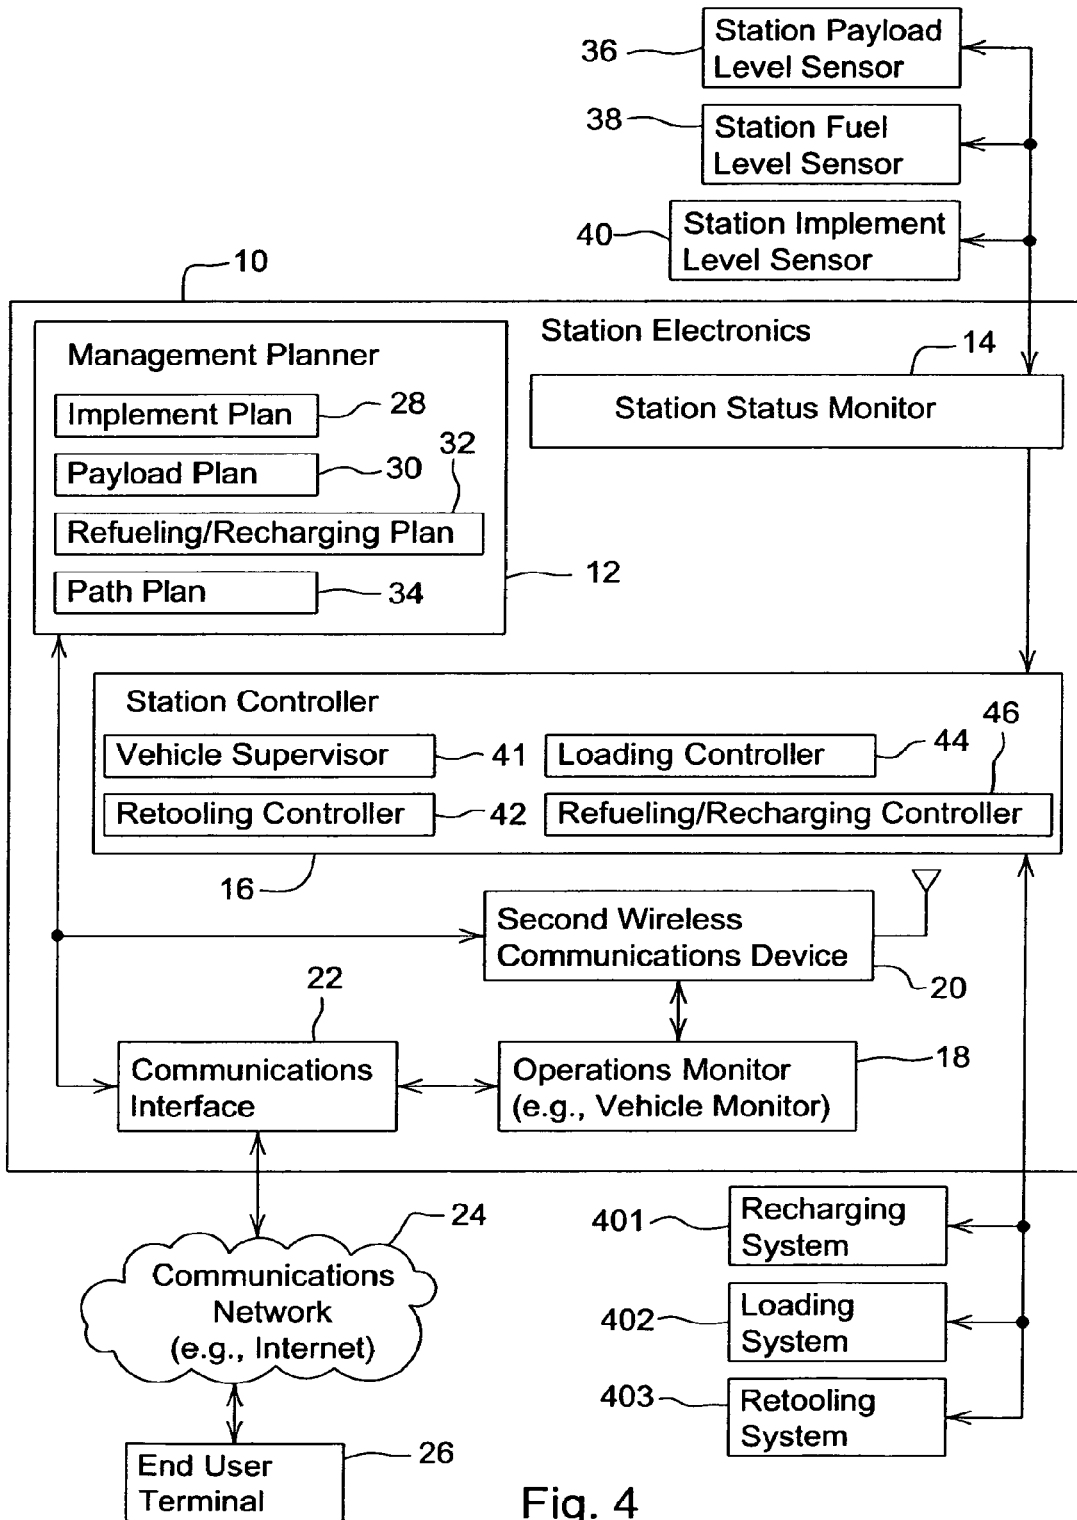 36
Station Payload
Level Sensor
38
Station Fuel
Level Sensor
40
Station Implement
Level Sensor
10
Station Electronics
Management Planner
Implement Plan
28
Payload Plan
30
32
Refueling/Recharging Plan
12
Path Plan
34
14
Station Status Monitor
Station Controller
Vehicle Supervisor
41
Loading Controller
44
46
Retooling Controller
42
Refueling/Recharging Controller
16
Second Wireless
Communications Device
20
22
Communications
Interface
Operations Monitor
(e.g., Vehicle Monitor)
18
24
Communications
Network
(e.g., Internet)
401
Recharging
System
402
Loading
System
403
Retooling
System
End User
Terminal
26
Fig. 4